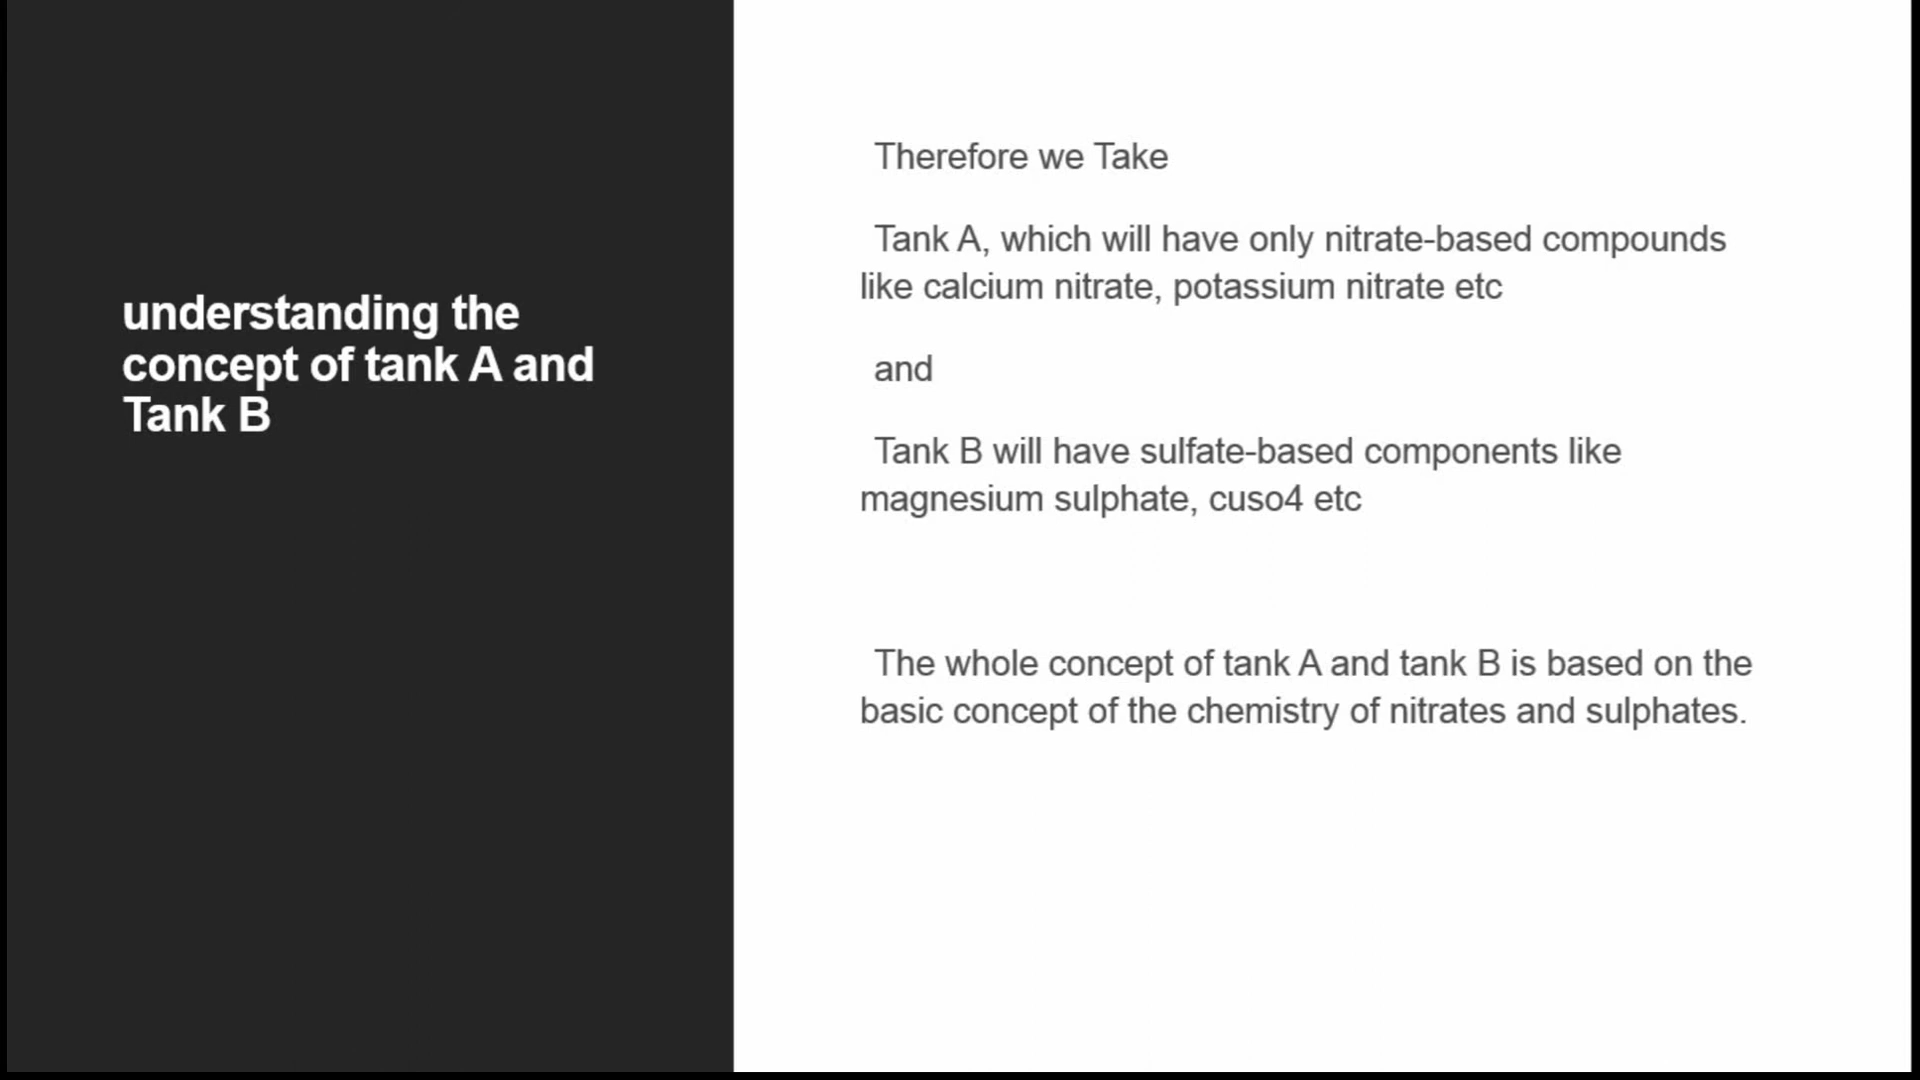 understanding the
concept of tank A and
Tank B
Therefore we Take
Tank A, which will have only nitrate-based compounds
like calcium nitrate, potassium nitrate etc
and
Tank B will have sulfate-based components like
magnesium sulphate, cuso4 etc
The whole concept of tank A and tank B is based on the
basic concept of the chemistry of nitrates and sulphates.